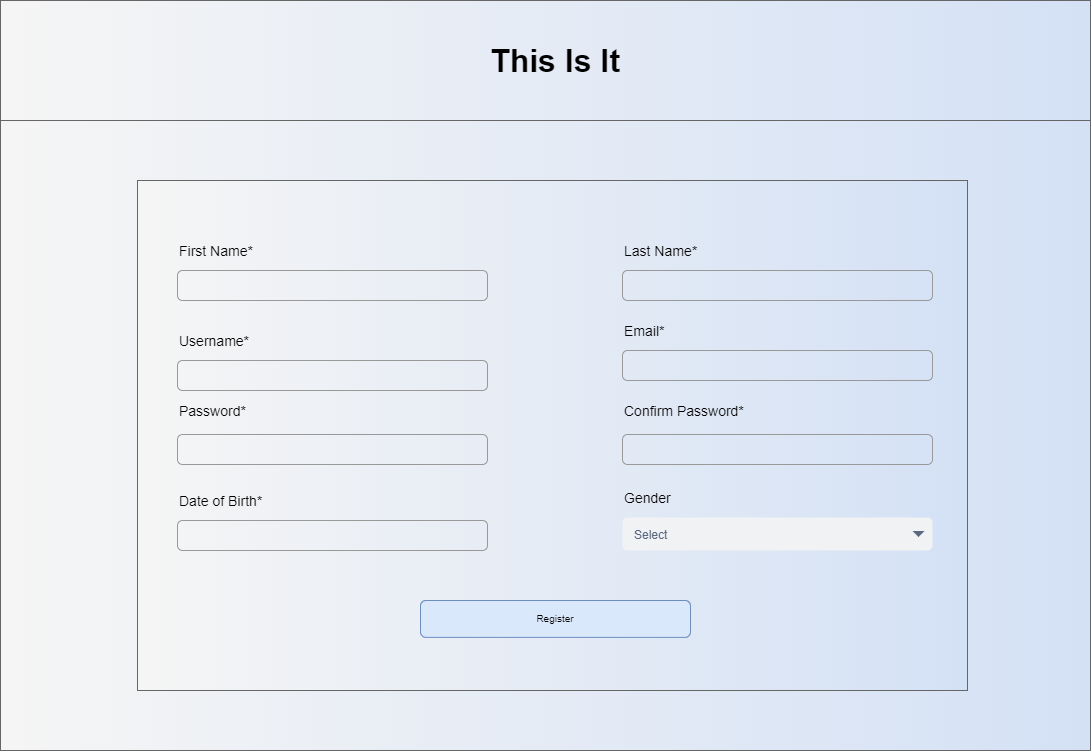 This Is It
First Name*
Last Name*
Username*
Email*
Password*
Confirm Password*
Date of Birth*
Gender
Select
Register